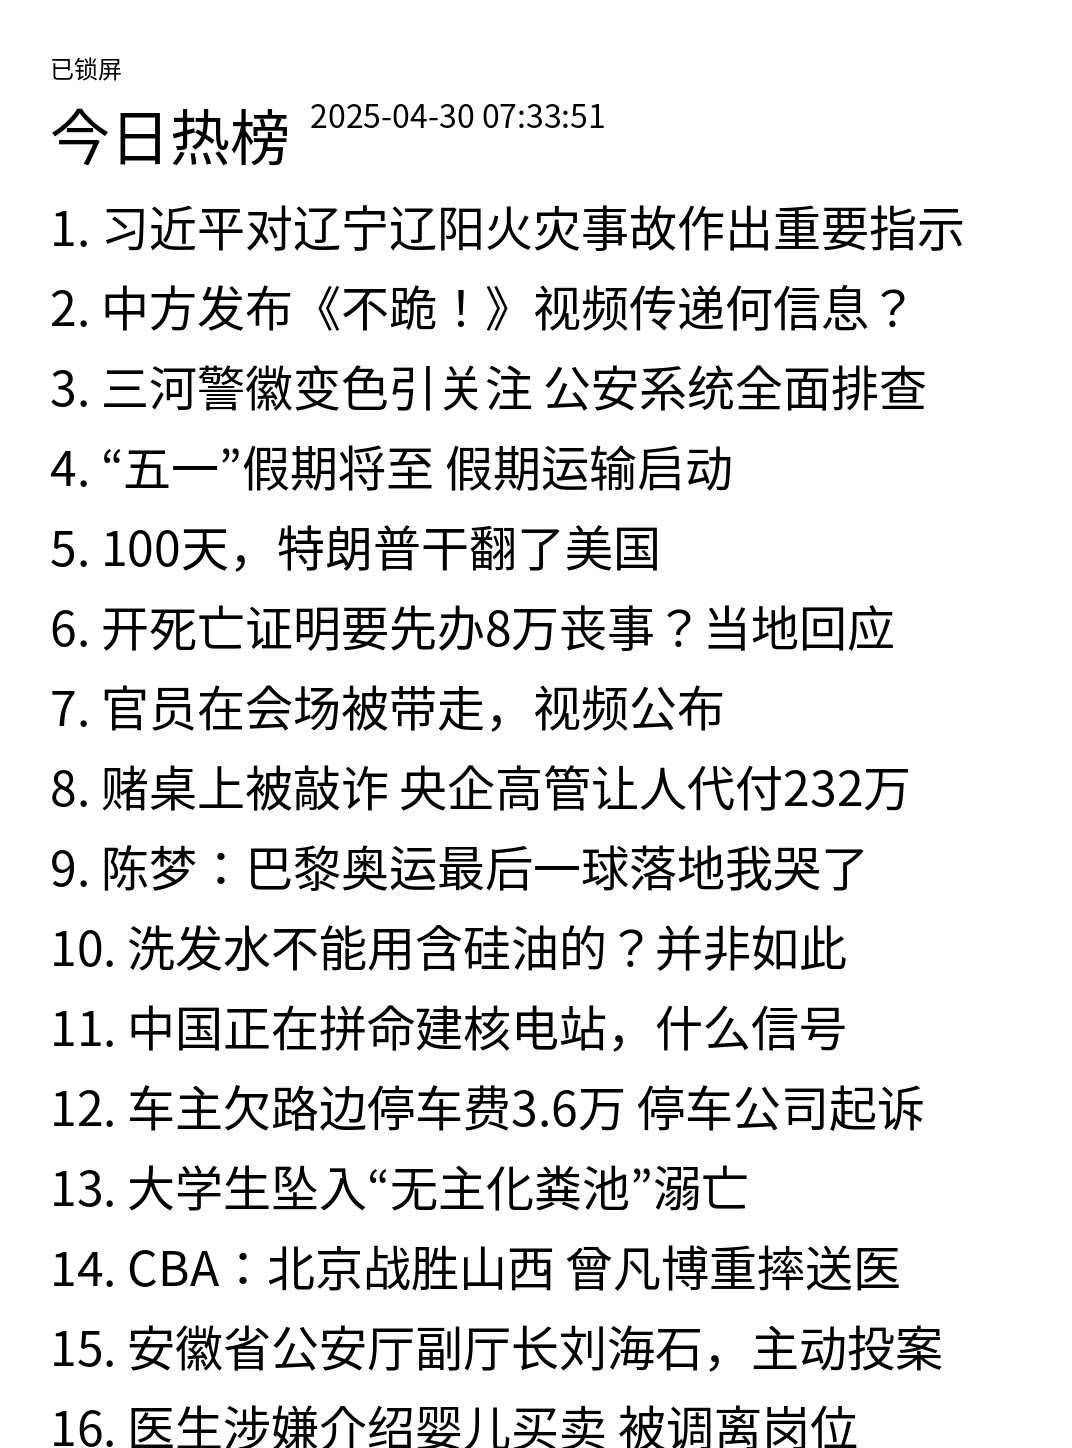 已锁屏
今日热榜 2025-04-30 07:33:51
1. 习近平对辽宁辽阳火灾事故作出重要指示
2. 中方发布《不跪！》视频传递何信息？
3. 三河警徽变色引关注 公安系统全面排查
4. “五一”假期将至 假期运输启动
5. 100天，特朗普干翻了美国
6. 开死亡证明要先办8万丧事？当地回应
7. 官员在会场被带走，视频公布
8. 赌桌上被敲诈 央企高管让人代付232万
9. 陈梦：巴黎奥运最后一球落地我哭了
10. 洗发水不能用含硅油的？并非如此
11. 中国正在拼命建核电站，什么信号
12. 车主欠路边停车费3.6万 停车公司起诉
13. 大学生坠入“无主化粪池”溺亡
14. CBA：北京战胜山西 曾凡博重摔送医
15. 安徽省公安厅副厅长刘海石，主动投案
16. 医生涉嫌介绍婴儿买卖 被调离岗位